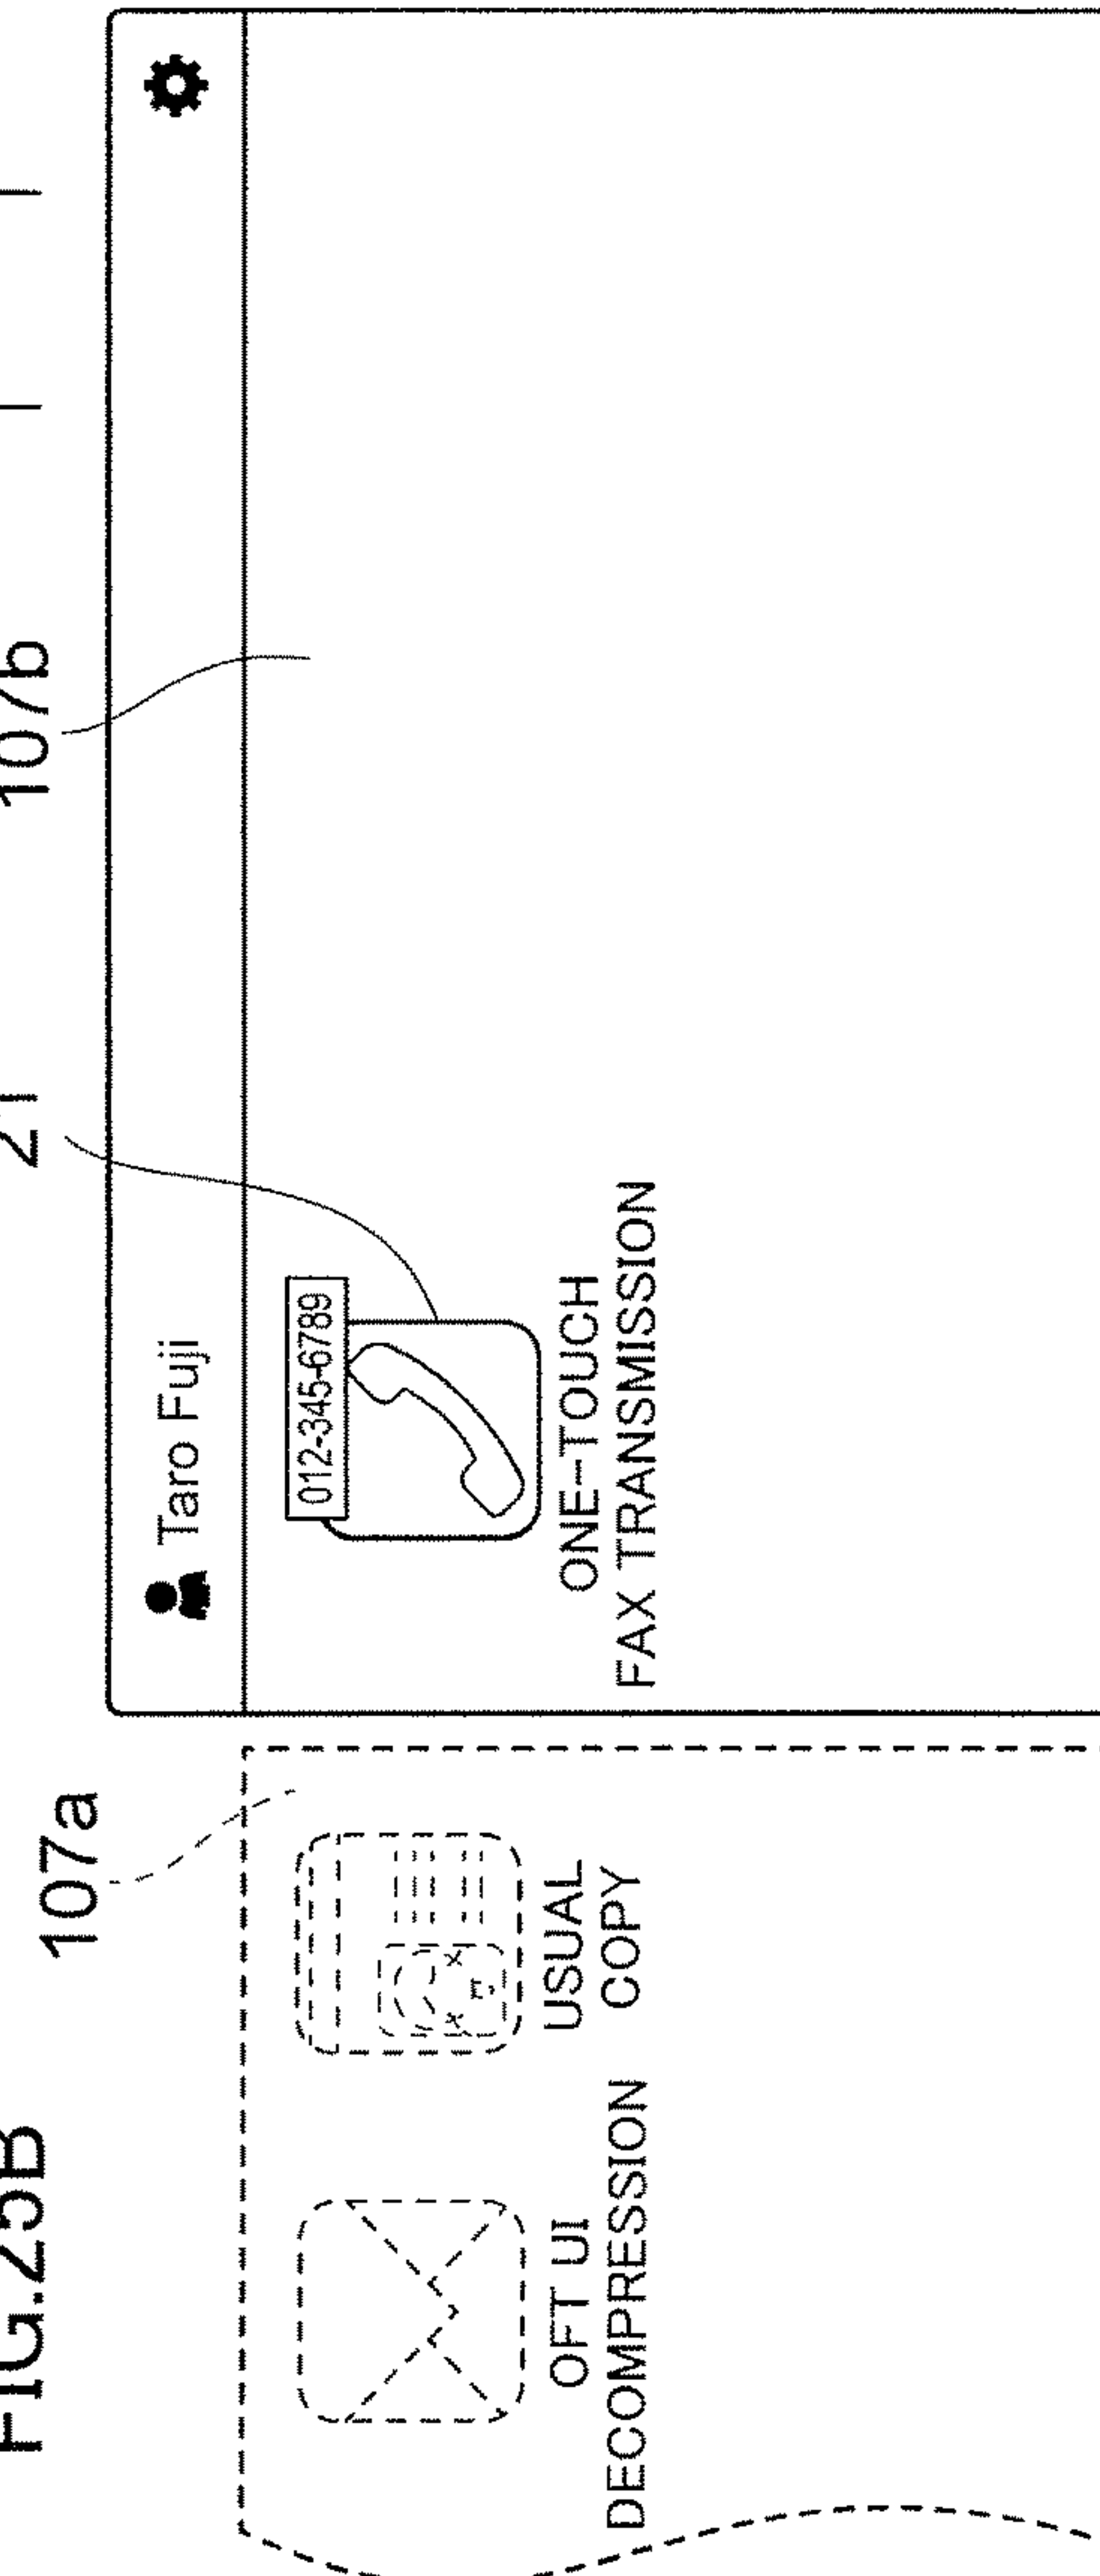 FIG.25B
107a
21
107b
Taro Fuji
012-345-6789
ONE-TOUCH
FAX TRANSMISSION
USUAL
COPY
OFT UI
DECOMPRESSION